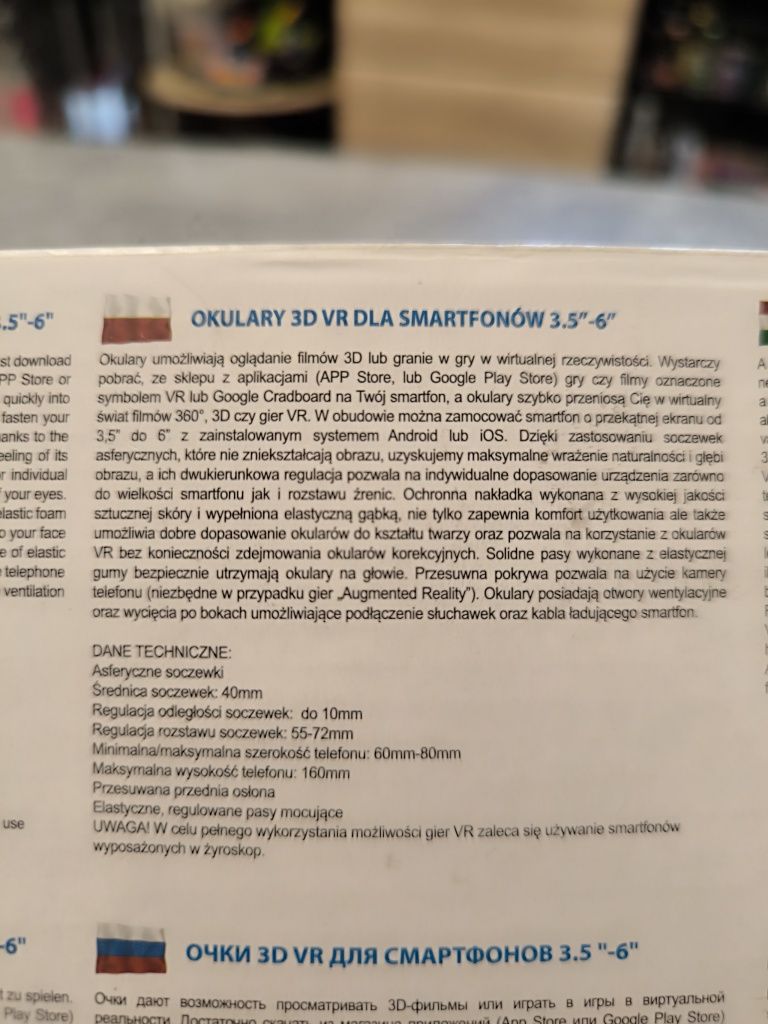 .5"-6"
OKULARY 3D VR DLA SMARTFONÓW 3.5”-6”
st download
PP Store or
quickly into
fasten your
anks to the
eeling of its
r individual
your eyes.
elastic foam
o your face
e of elastic
telephone
ventilation
Okulary umożliwiają oglądanie filmów 3D lub granie w gry w wirtualnej rzeczywistości. Wystarczy
pobrać, ze sklepu z aplikacjami (APP Store, lub Google Play Store) gry czy filmy oznaczone
symbolem VR lub Google Cradboard na Twój smartfon, a okulary szybko przeniosą Cię w wirtualny
świat filmów 360°, 3D czy gier VR. W obudowie można zamocować smartfon o przekątnej ekranu od
3,5” do 6” z zainstalowanym systemem Android lub iOS. Dzięki zastosowaniu soczewek
asferycznych, które nie zniekształcają obrazu, uzyskujemy maksymalne wrażenie naturalności i głębi
obrazu, a ich dwukierunkowa regulacja pozwala na indywidualne dopasowanie urządzenia zarówno
do wielkości smartfonu jak i rozstawu źrenic. Ochronna nakładka wykonana z wysokiej jakości
sztucznej skóry i wypełniona elastyczną gąbką, nie tylko zapewnia komfort użytkowania ale także
umożliwia dobre dopasowanie okularów do kształtu twarzy oraz pozwala na korzystanie z okularów
VR bez konieczności zdejmowania okularów korekcyjnych. Solidne pasy wykonane z elastycznej
gumy bezpiecznie utrzymają okulary na głowie. Przesuwna pokrywa pozwala na użycie kamery
telefonu (niezbędne w przypadku gier „Augmented Reality”). Okulary posiadają otwory wentylacyjne
oraz wycięcia po bokach umożliwiające podłączenie słuchawek oraz kabla ładującego smartfon.
DANE TECHNICZNE:
Asferyczne soczewki
Średnica soczewek: 40mm
Regulacja odległości soczewek: do 10mm
Regulacja rozstawu soczewek: 55-72mm
Minimalna/maksymalna szerokość telefonu: 60mm-80mm
Maksymalna wysokość telefonu: 160mm
Przesuwana przednia osłona
Elastyczne, regulowane pasy mocujące
UWAGA! W celu pełnego wykorzystania możliwości gier VR zaleca się używanie smartfonów
wyposażonych w żyroskop.
use
-6"
ОЧКИ 3D VR ДЛЯ СМАРТФОНОВ 3.5 "-6"
t zu spielen.
Play Store)
Очки дают возможность просматривать 3D-фильмы или играть в игры в виртуальной
реальности. Достаточно скачать из магазина приложений (App Store или Google Play Store)